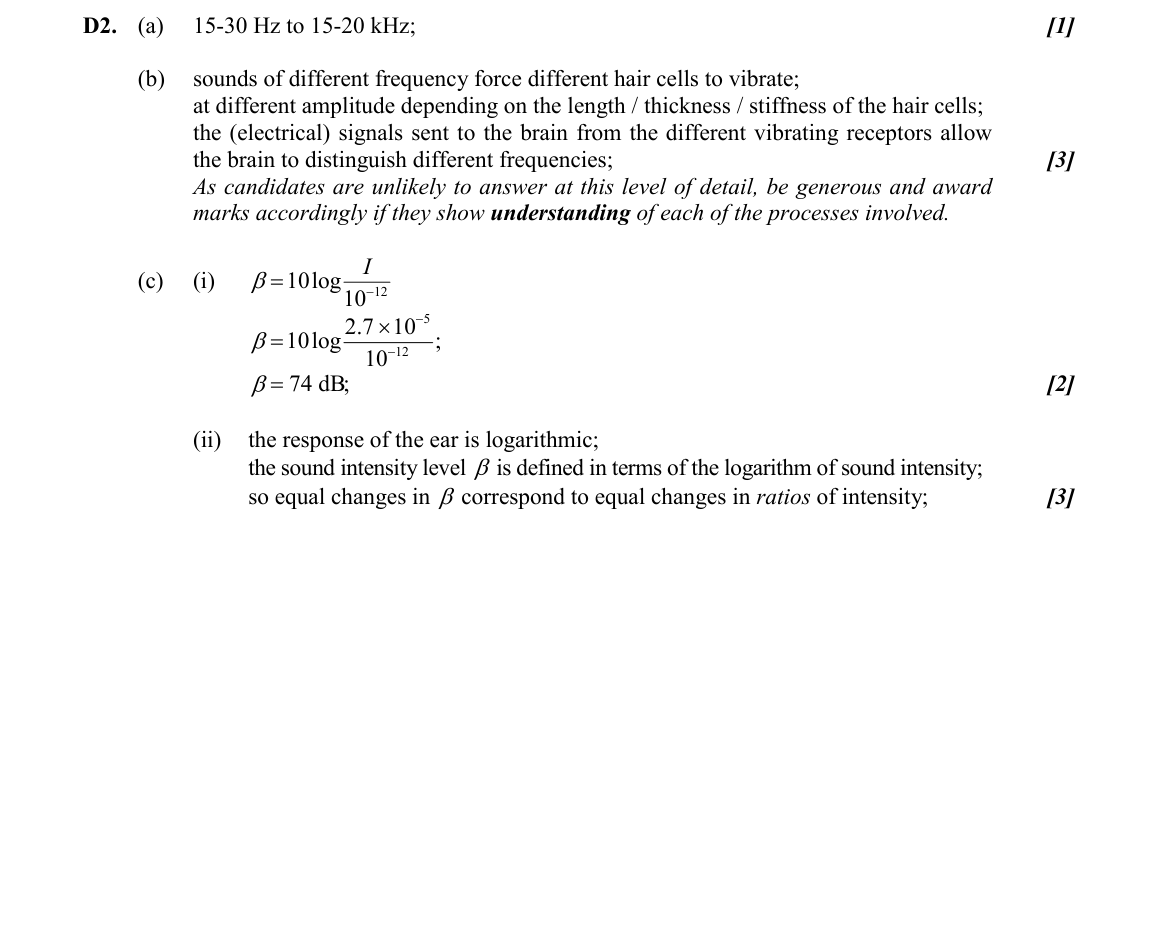 D2. (a) 15-30 Hz to 15-20 kHz; [1]
(b) sounds of different frequency force different hair cells to vibrate;
at different amplitude depending on the length / thickness / stiffness of the hair cells;
the (electrical) signals sent to the brain from the different vibrating receptors allow
the brain to distinguish different frequencies; [3]
As candidates are unlikely to answer at this level of detail, be generous and award
marks accordingly if they show understanding of each of the processes involved.
(c) (i) β = 10 log I / 10⁻¹²
β = 10 log 2.7 × 10⁻⁵ / 10⁻¹² ;
β = 74 dB; [2]
(ii) the response of the ear is logarithmic;
the sound intensity level β is defined in terms of the logarithm of sound intensity;
so equal changes in β correspond to equal changes in ratios of intensity; [3]